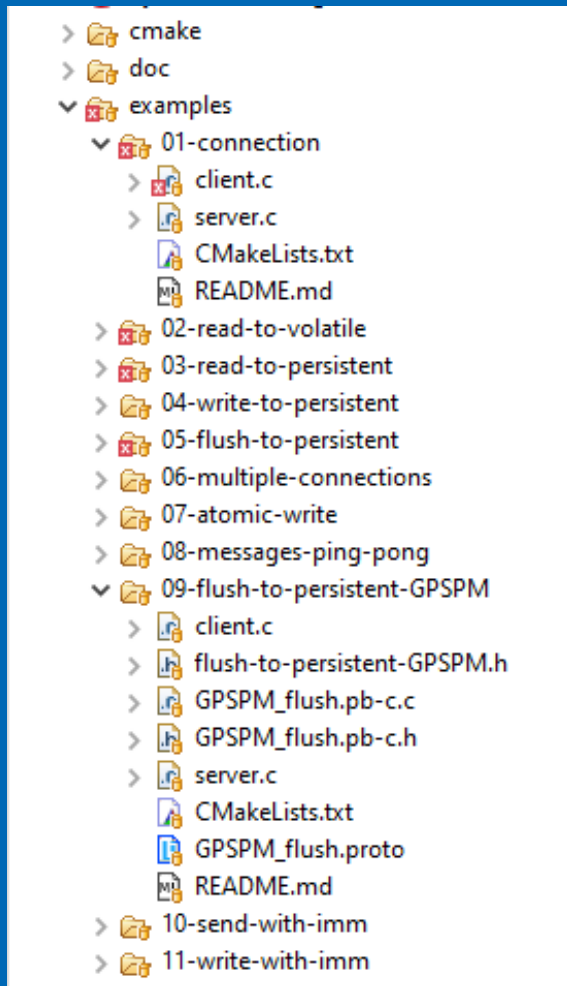 cmake
doc
examples
01-connection
client.c
server.c
CMakeLists.txt
README.md
02-read-to-volatile
03-read-to-persistent
04-write-to-persistent
05-flush-to-persistent
06-multiple-connections
07-atomic-write
08-messages-ping-pong
09-flush-to-persistent-GPSPM
client.c
flush-to-persistent-GPSPM.h
GPSPM_flush.pb-c.c
GPSPM_flush.pb-c.h
server.c
CMakeLists.txt
GPSPM_flush.proto
README.md
10-send-with-imm
11-write-with-imm